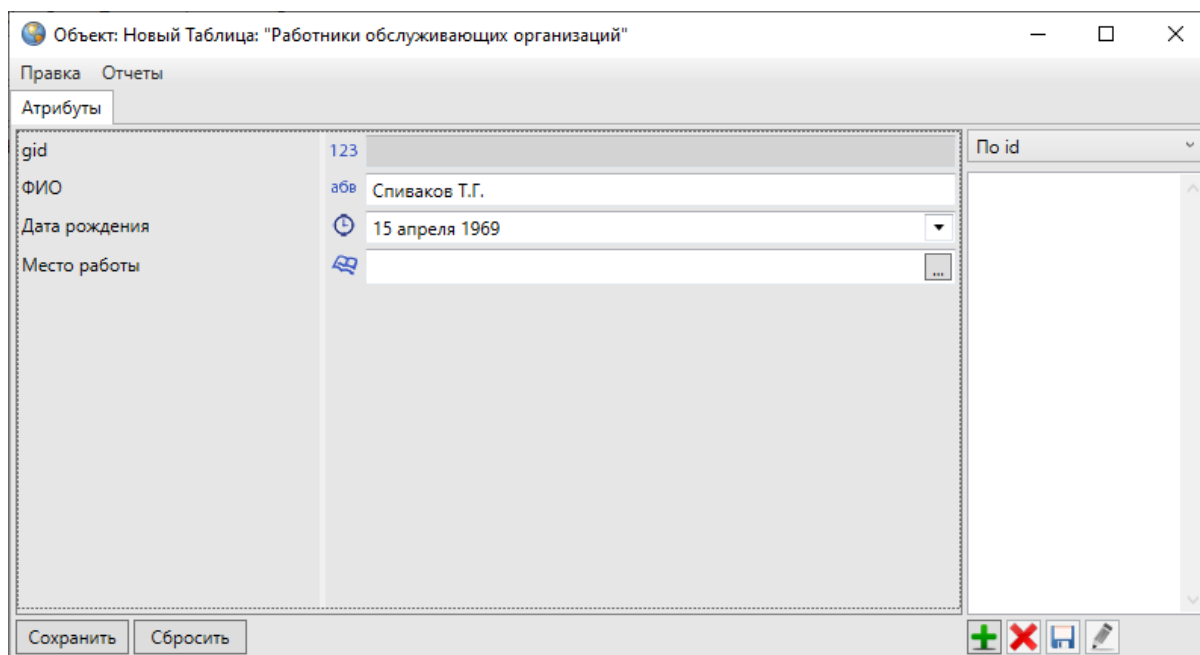 Объект: Новый Таблица: "Работники обслуживающих организаций"
Правка Отчеты
Атрибуты
gid 123
По id
ФИО абв Спиваков Т.Г.
Дата рождения 15 апреля 1969
Место работы ...
Сохранить Сбросить